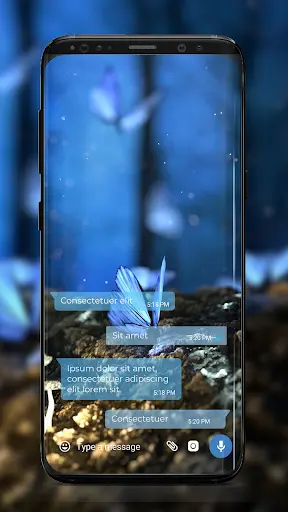 Consectetuer elit
5:18 PM
Sit amet
5:20 PM
Ipsum dolor sit amet,
consectetuer adipiscing
elit lorem sit.
5:18 PM
Consectetuer
5:20 PM
Type a message